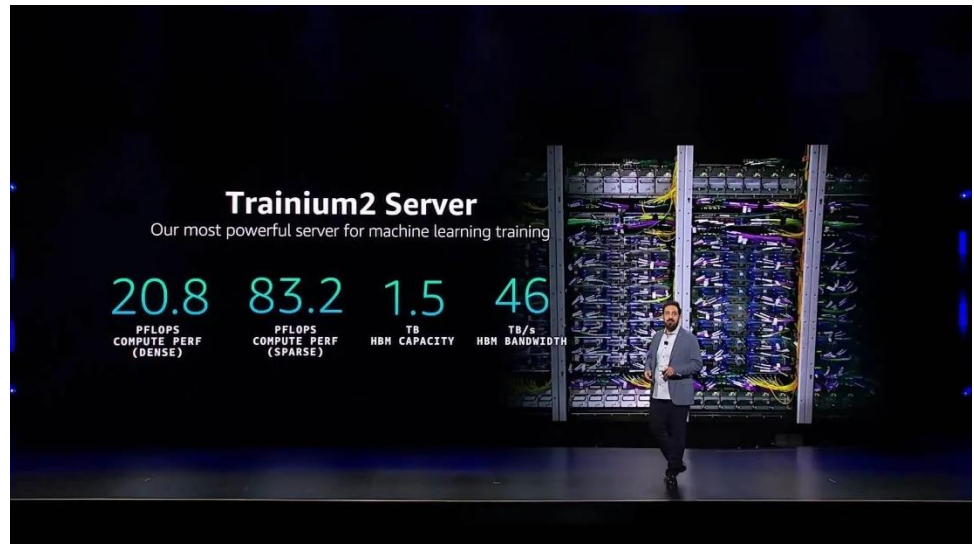 Trainium2 Server
Our most powerful server for machine learning training
20.8
PFLOPS
COMPUTE PERF
(DENSE)
83.2
PFLOPS
COMPUTE PERF
(SPARSE)
1.5
TB
HBM CAPACITY
46
TB/s
HBM BANDWIDTH